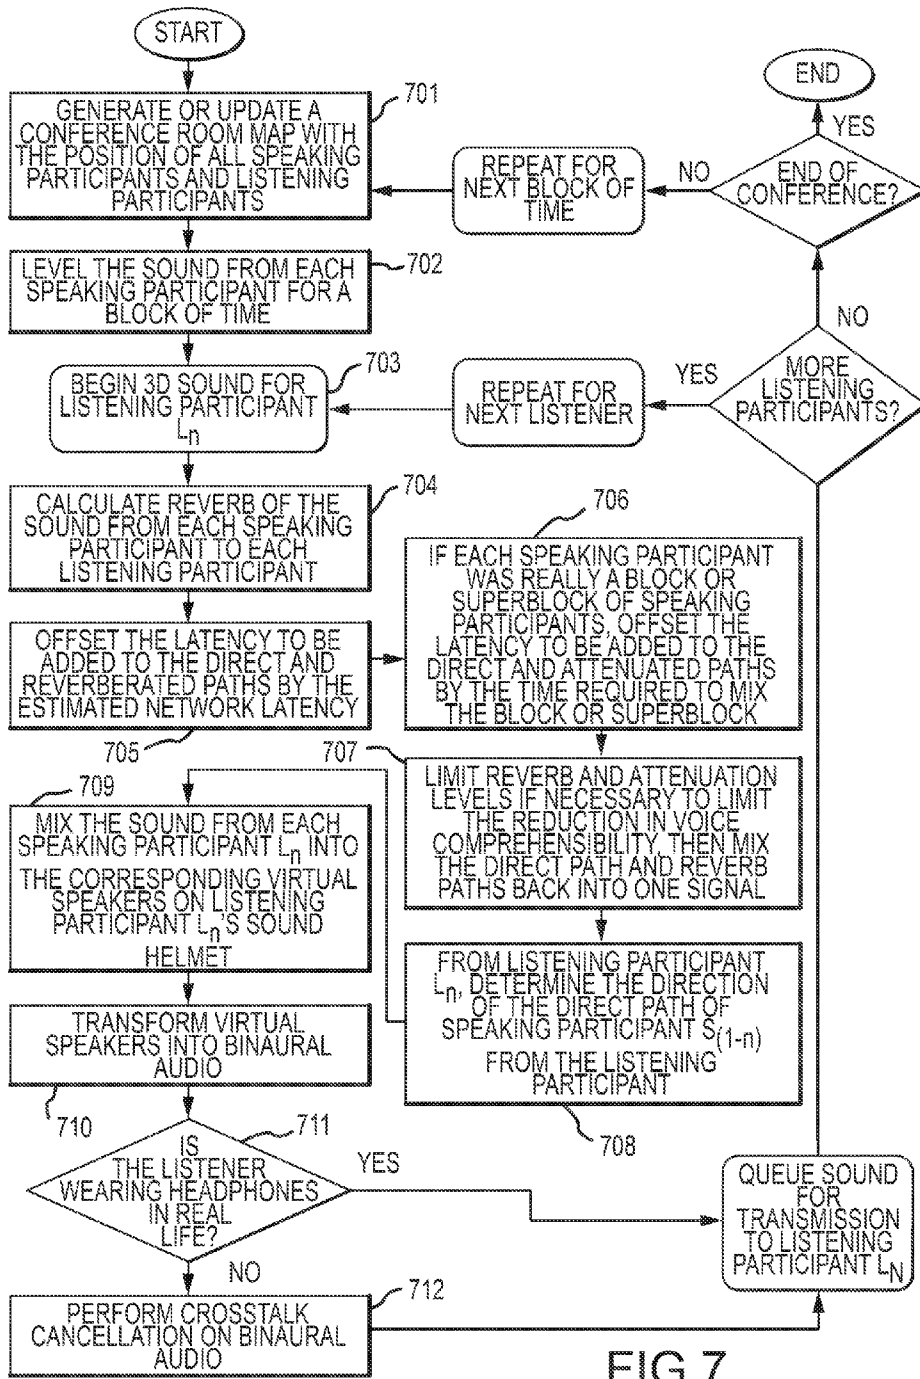 START
701
GENERATE OR UPDATE A
CONFERENCE ROOM MAP WITH
THE POSITION OF ALL SPEAKING
PARTICIPANTS AND LISTENING
PARTICIPANTS
REPEAT FOR
NEXT BLOCK OF
TIME
NO
END OF
CONFERENCE?
YES
END
702
LEVEL THE SOUND FROM EACH
SPEAKING PARTICIPANT FOR A
BLOCK OF TIME
703
BEGIN 3D SOUND FOR
LISTENING PARTICIPANT
Ln
REPEAT FOR
NEXT LISTENER
YES
MORE
LISTENING
PARTICIPANTS?
NO
704
CALCULATE REVERB OF THE
SOUND FROM EACH SPEAKING
PARTICIPANT TO EACH
LISTENING PARTICIPANT
OFFSET THE LATENCY TO BE
ADDED TO THE DIRECT AND
REVERBERATED PATHS BY THE
ESTIMATED NETWORK LATENCY
705
706
IF EACH SPEAKING PARTICIPANT
WAS REALLY A BLOCK OR
SUPERBLOCK OF SPEAKING
PARTICIPANTS, OFFSET THE
LATENCY TO BE ADDED TO THE
DIRECT AND ATTENUATED PATHS
BY THE TIME REQUIRED TO MIX
THE BLOCK OR SUPERBLOCK
707
LIMIT REVERB AND ATTENUATION
LEVELS IF NECESSARY TO LIMIT
THE REDUCTION IN VOICE
COMPREHENSIBILITY, THEN MIX
THE DIRECT PATH AND REVERB
PATHS BACK INTO ONE SIGNAL
FROM LISTENING PARTICIPANT
Ln, DETERMINE THE DIRECTION
OF THE DIRECT PATH OF
SPEAKING PARTICIPANT S(1-n)
FROM THE LISTENING
PARTICIPANT
708
709
MIX THE SOUND FROM EACH
SPEAKING PARTICIPANT Ln INTO
THE CORRESPONDING VIRTUAL
SPEAKERS ON LISTENING
PARTICIPANT Ln'S SOUND
HELMET
TRANSFORM VIRTUAL
SPEAKERS INTO BINAURAL
AUDIO
710
711
IS
THE LISTENER
WEARING HEADPHONES
IN REAL
LIFE?
YES
NO
QUEUE SOUND
FOR
TRANSMISSION
TO LISTENING
PARTICIPANT LN
712
PERFORM CROSSTALK
CANCELLATION ON BINAURAL
AUDIO
FIG.7